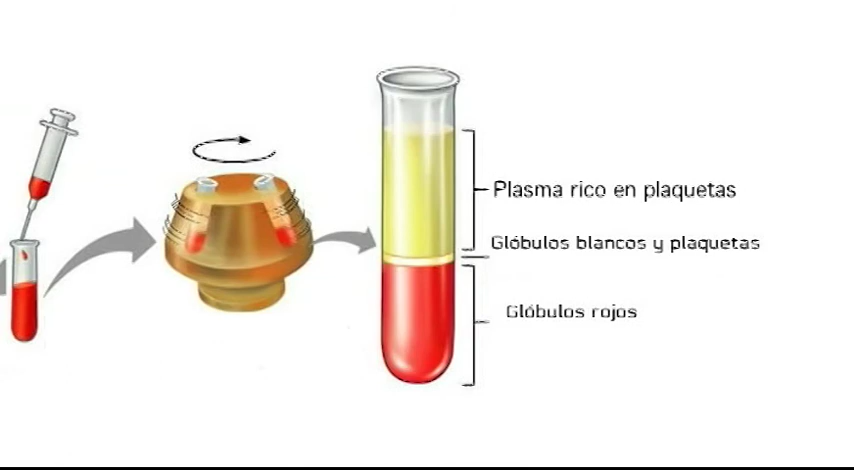 Plasma rico en plaquetas
Glóbulos blancos y plaquetas
Glóbulos rojos